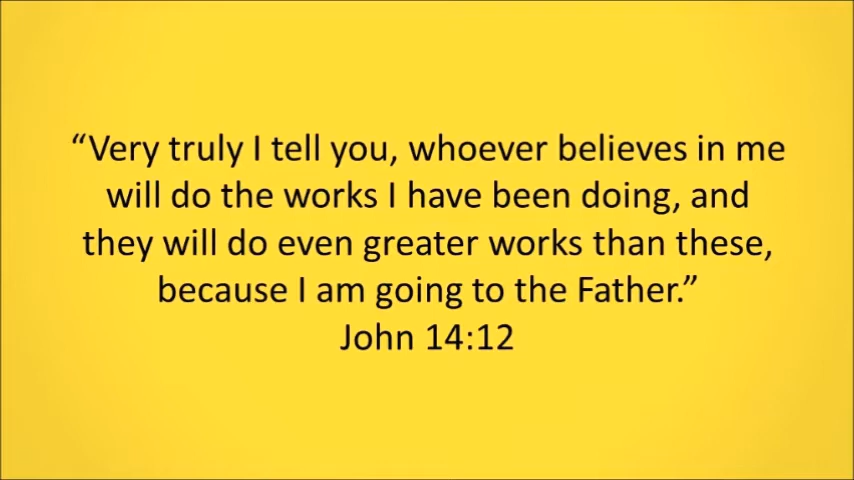 “Very truly I tell you, whoever believes in me
will do the works I have been doing, and
they will do even greater works than these,
because I am going to the Father.”
John 14:12